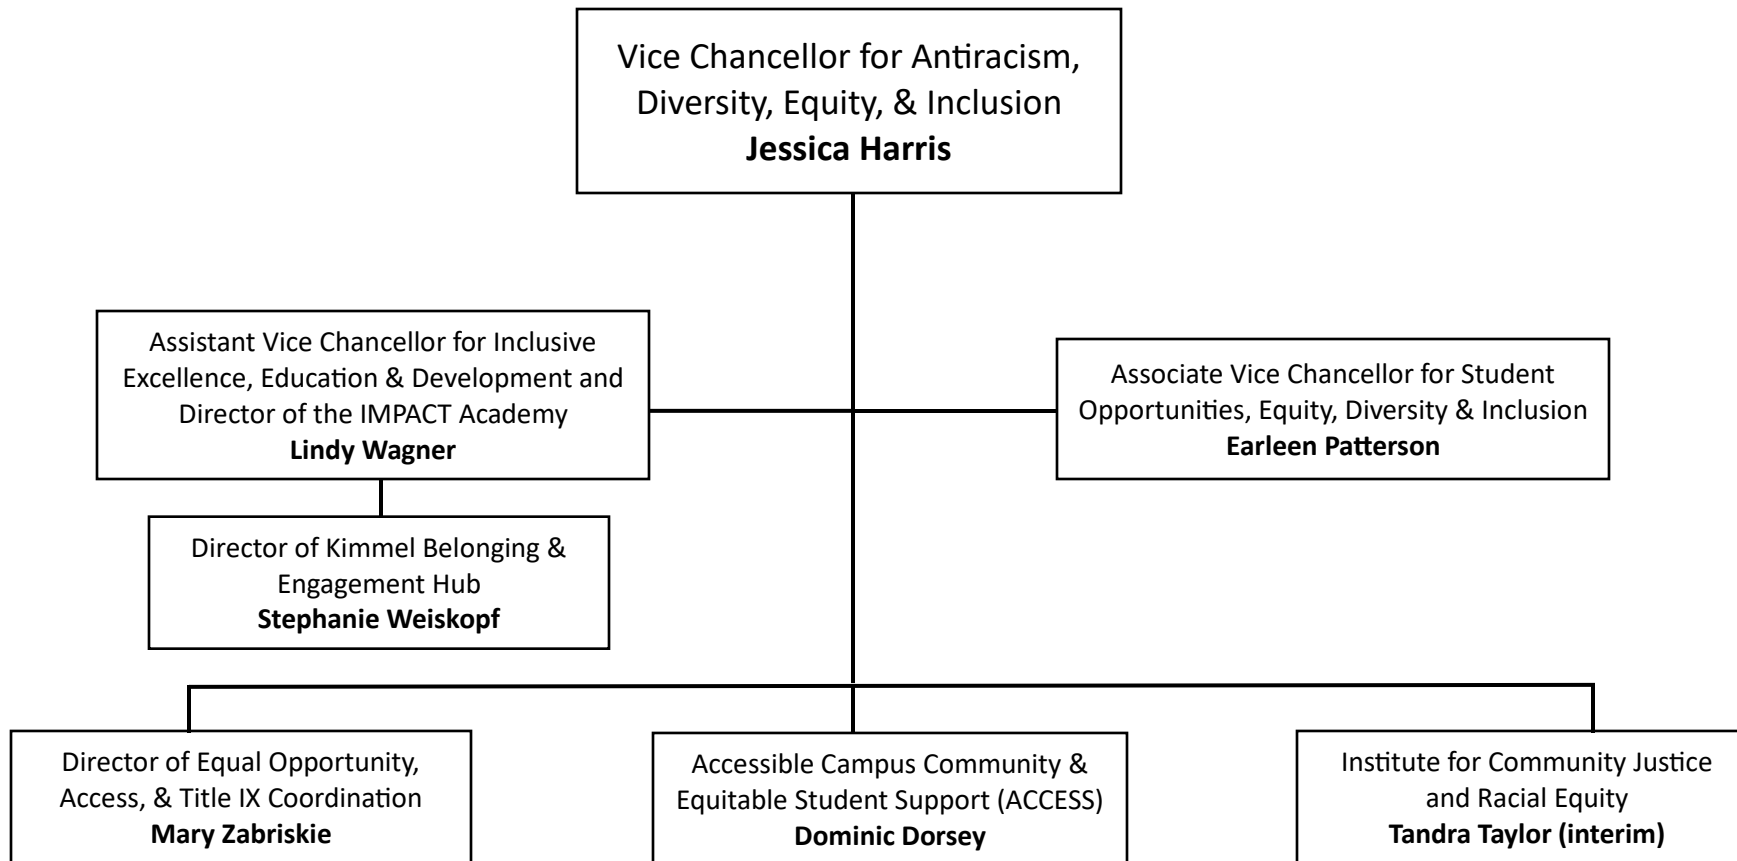 Vice Chancellor for Antiracism,
Diversity, Equity, & Inclusion
Jessica Harris
Assistant Vice Chancellor for Inclusive
Excellence, Education & Development and
Director of the IMPACT Academy
Lindy Wagner
Associate Vice Chancellor for Student
Opportunities, Equity, Diversity & Inclusion
Earleen Patterson
Director of Kimmel Belonging &
Engagement Hub
Stephanie Weiskopf
Director of Equal Opportunity,
Access, & Title IX Coordination
Mary Zabriskie
Accessible Campus Community &
Equitable Student Support (ACCESS)
Dominic Dorsey
Institute for Community Justice
and Racial Equity
Tandra Taylor (interim)